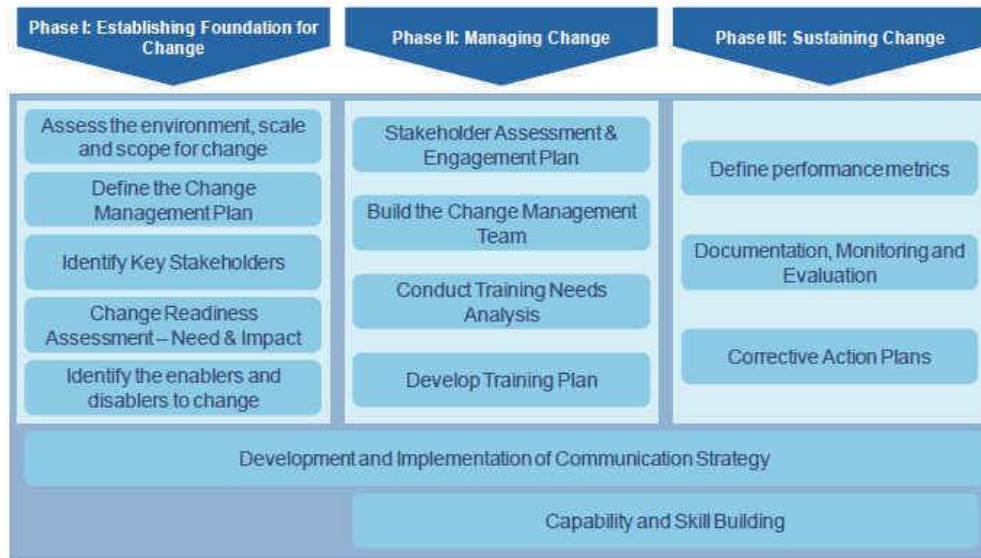 Phase I: Establishing Foundation for
Change
Phase II: Managing Change
Phase III: Sustaining Change
Assess the environment, scale
and scope for change
Define the Change
Management Plan
Identify Key Stakeholders
Change Readiness
Assessment – Need & Impact
Identify the enablers and
disablers to change
Stakeholder Assessment &
Engagement Plan
Build the Change Management
Team
Conduct Training Needs
Analysis
Develop Training Plan
Define performance metrics
Documentation, Monitoring and
Evaluation
Corrective Action Plans
Development and Implementation of Communication Strategy
Capability and Skill Building